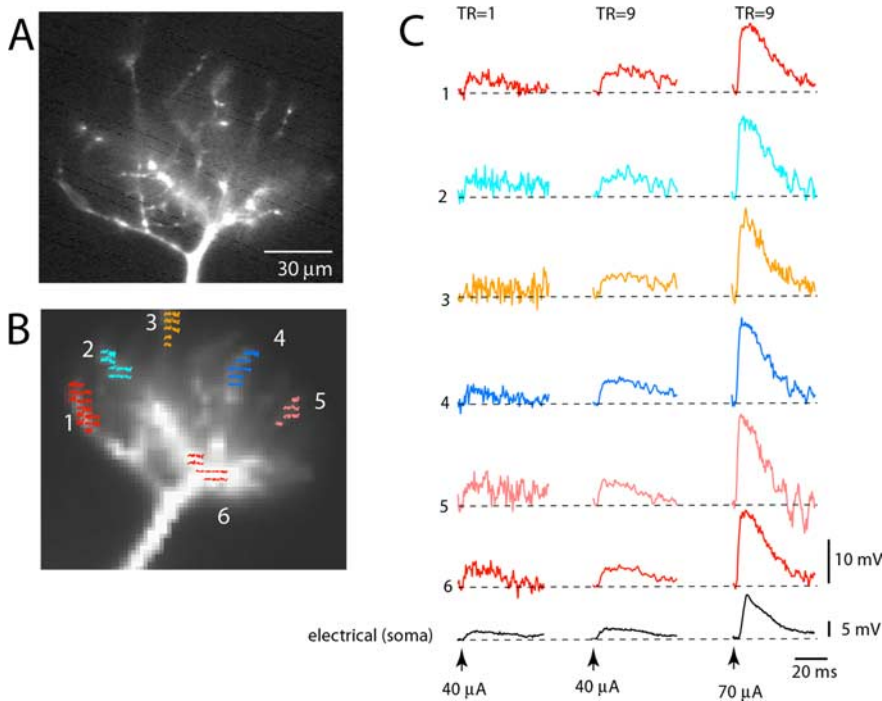 A
30 μm
B
1
2
3
4
5
6
C
TR=1 TR=9 TR=9
1
2
3
4
5
6
10 mV
electrical (soma)
5 mV
20 ms
40 μA 40 μA 70 μA